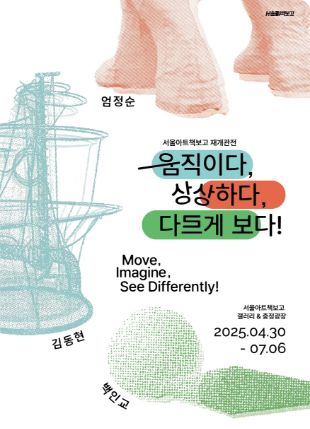 서울아트책보고
엄정순
서울아트책보고 재개관전
움직이다,
상상하다,
다르게 보다!
Move,
Imagine,
See Differently!
서울아트책보고
갤러리 & 중정광장
2025.04.30
- 07.06
김동현
백인교